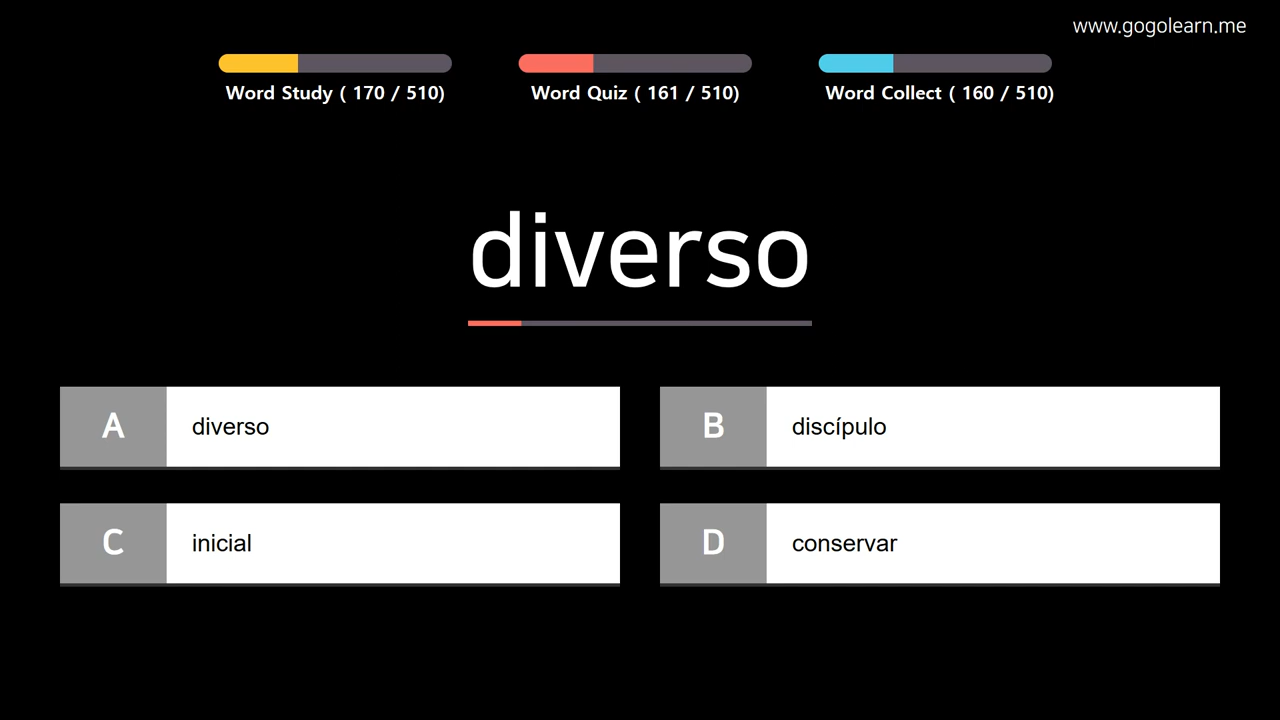 www.gogolearn.me
Word Study ( 170 / 510)
Word Quiz ( 161 / 510)
Word Collect ( 160 / 510)
diverso
A diverso
B discípulo
C inicial
D conservar